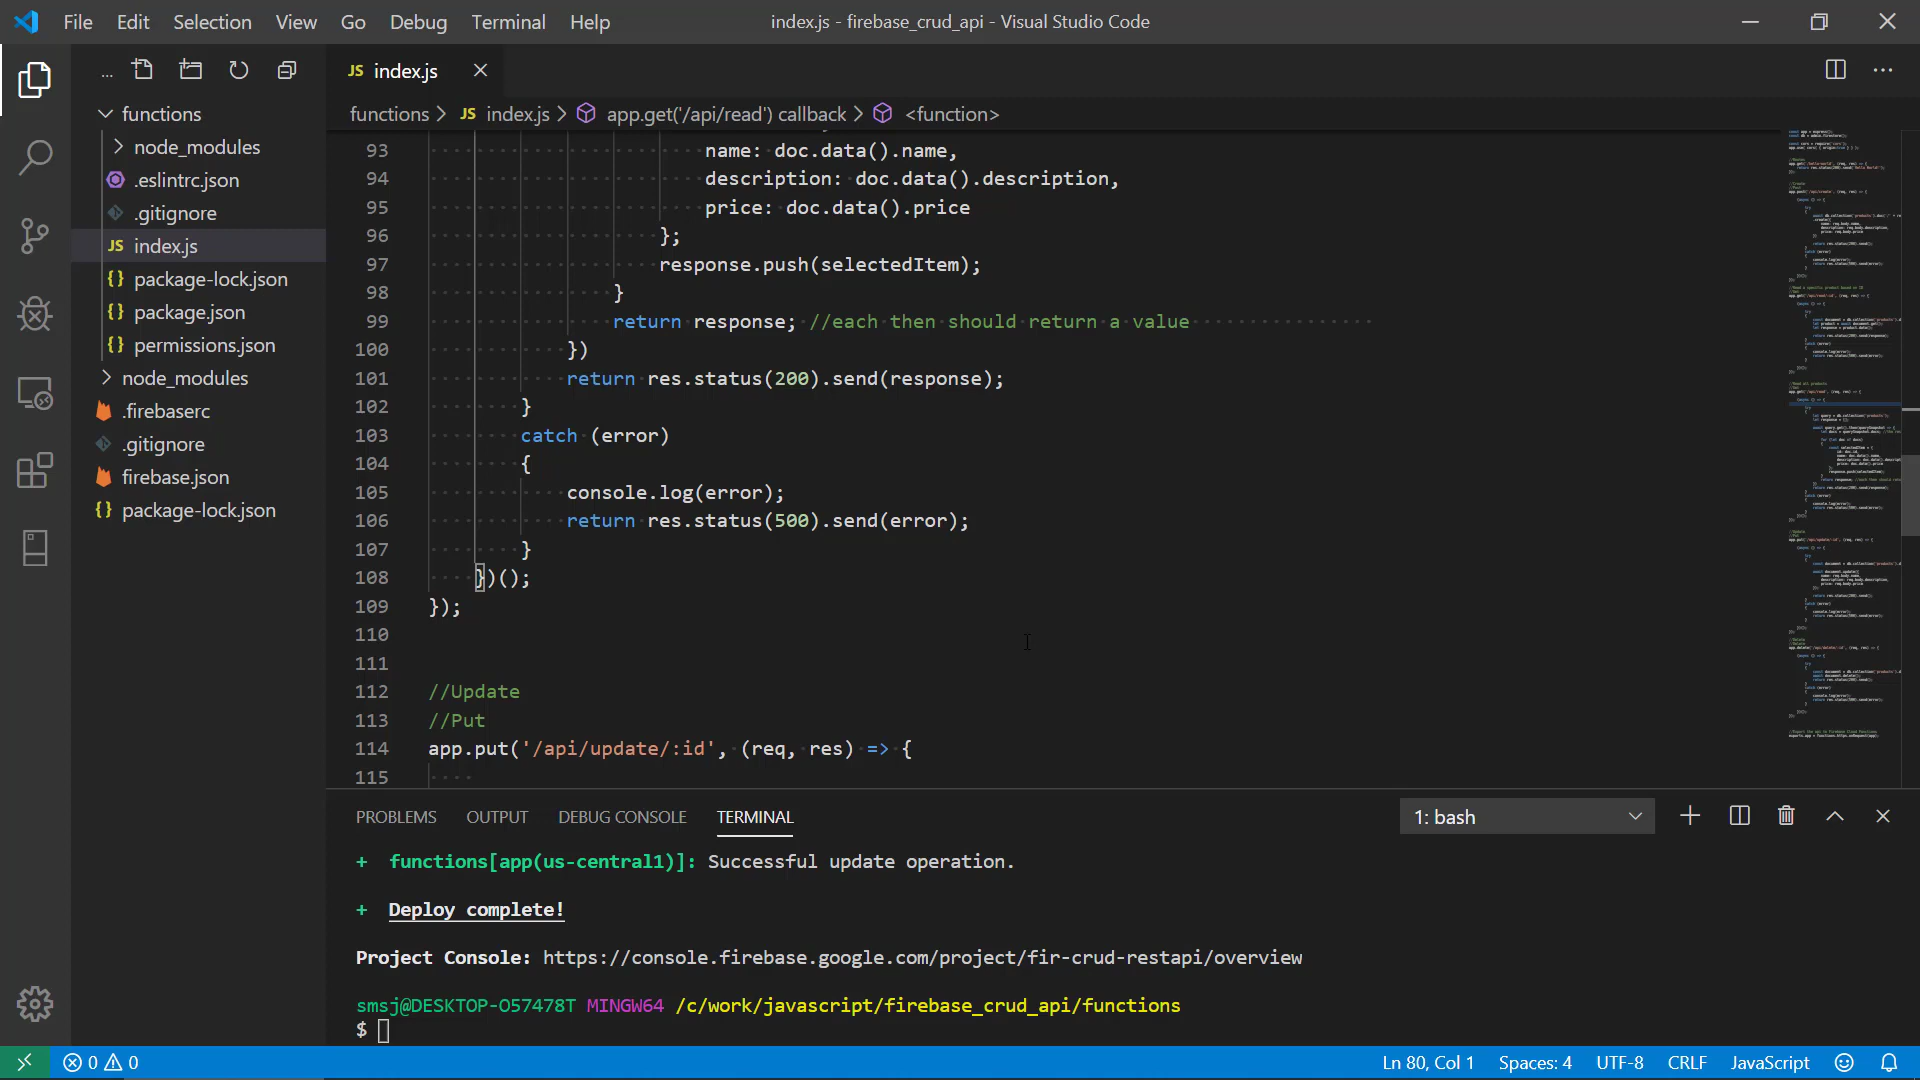 File Edit Selection View Go Debug Terminal Help
index.js - firebase_crud_api - Visual Studio Code
...
JS index.js
functions
node_modules
.eslintrc.json
.gitignore
JS index.js
{} package-lock.json
{} package.json
{} permissions.json
node_modules
.firebaserc
.gitignore
firebase.json
{} package-lock.json
functions > JS index.js > app.get('/api/read') callback > <function>
93 name: doc.data().name,
94 description: doc.data().description,
95 price: doc.data().price
96 };
97 response.push(selectedItem);
98 }
99 return response; //each then should return a value
100 })
101 return res.status(200).send(response);
102 }
103 catch (error)
104 {
105 console.log(error);
106 return res.status(500).send(error);
107 }
108 })();
109 });
110
111
112 //Update
113 //Put
114 app.put('/api/update/:id', (req, res) => {
115
PROBLEMS OUTPUT DEBUG CONSOLE TERMINAL 1: bash
+ functions[app(us-central1)]: Successful update operation.
+ Deploy complete!
Project Console: https://console.firebase.google.com/project/fir-crud-restapi/overview
smsj@DESKTOP-O57478T MINGW64 /c/work/javascript/firebase_crud_api/functions
$
0 0 Ln 80, Col 1 Spaces: 4 UTF-8 CRLF JavaScript